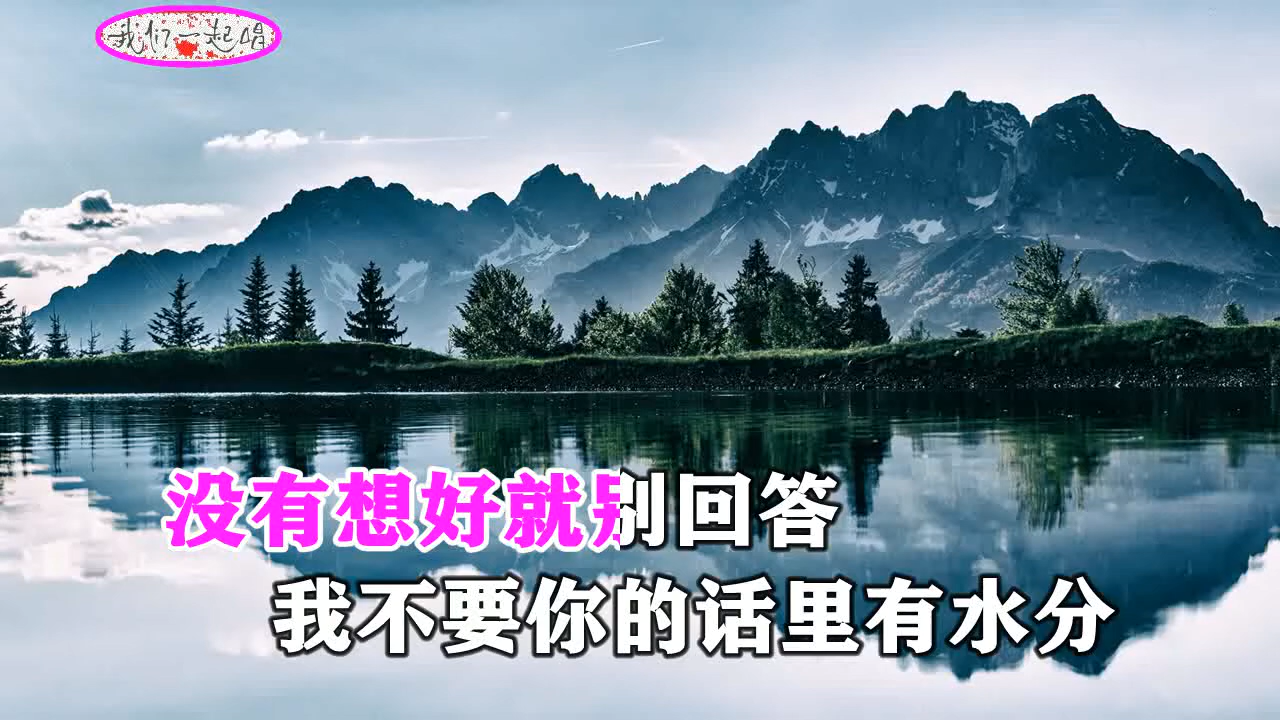 我们一起唱
没有想好就别回答
我不要你的话里有水分